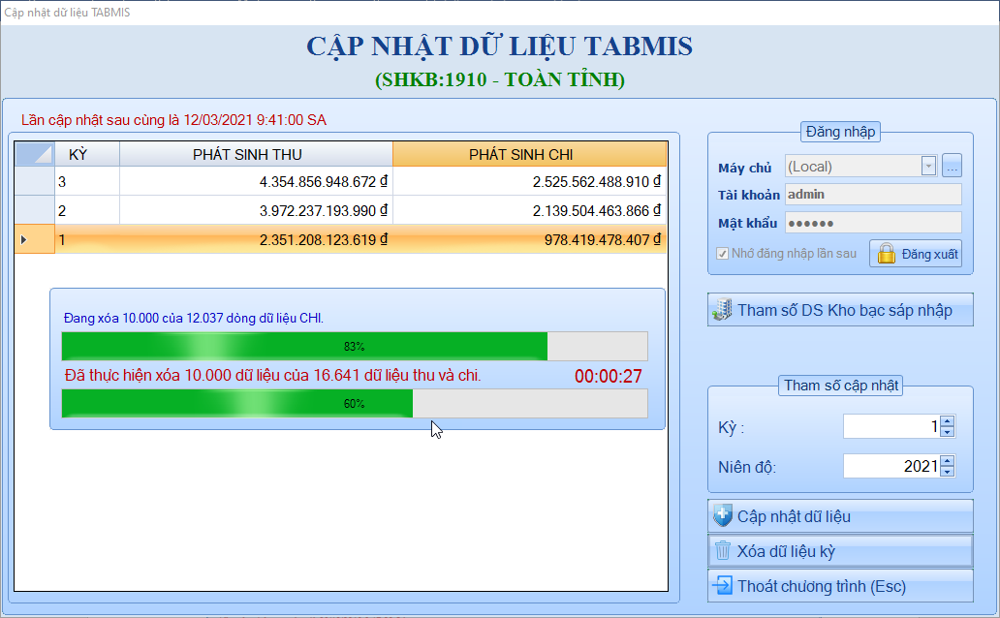 Cập nhật dữ liệu TABMIS
CẬP NHẬT DỮ LIỆU TABMIS
(SHKB:1910 - TOÀN TỈNH)
Lần cập nhật sau cùng là 12/03/2021 9:41:00 SA
KỲ PHÁT SINH THU PHÁT SINH CHI
3 4.354.856.948.672 ₫ 2.525.562.488.910 ₫
2 3.972.237.193.990 ₫ 2.139.504.463.866 ₫
1 2.351.208.123.619 ₫ 978.419.478.407 ₫
Đang xóa 10.000 của 12.037 dòng dữ liệu CHI.
83%
Đã thực hiện xóa 10.000 dữ liệu của 16.641 dữ liệu thu và chi. 00:00:27
60%
Đăng nhập
Máy chủ (Local) ...
Tài khoản admin
Mật khẩu ●●●●●●
Nhớ đăng nhập lần sau Đăng xuất
Tham số DS Kho bạc sáp nhập
Tham số cập nhật
Kỳ : 1
Niên độ: 2021
Cập nhật dữ liệu
Xóa dữ liệu kỳ
Thoát chương trình (Esc)